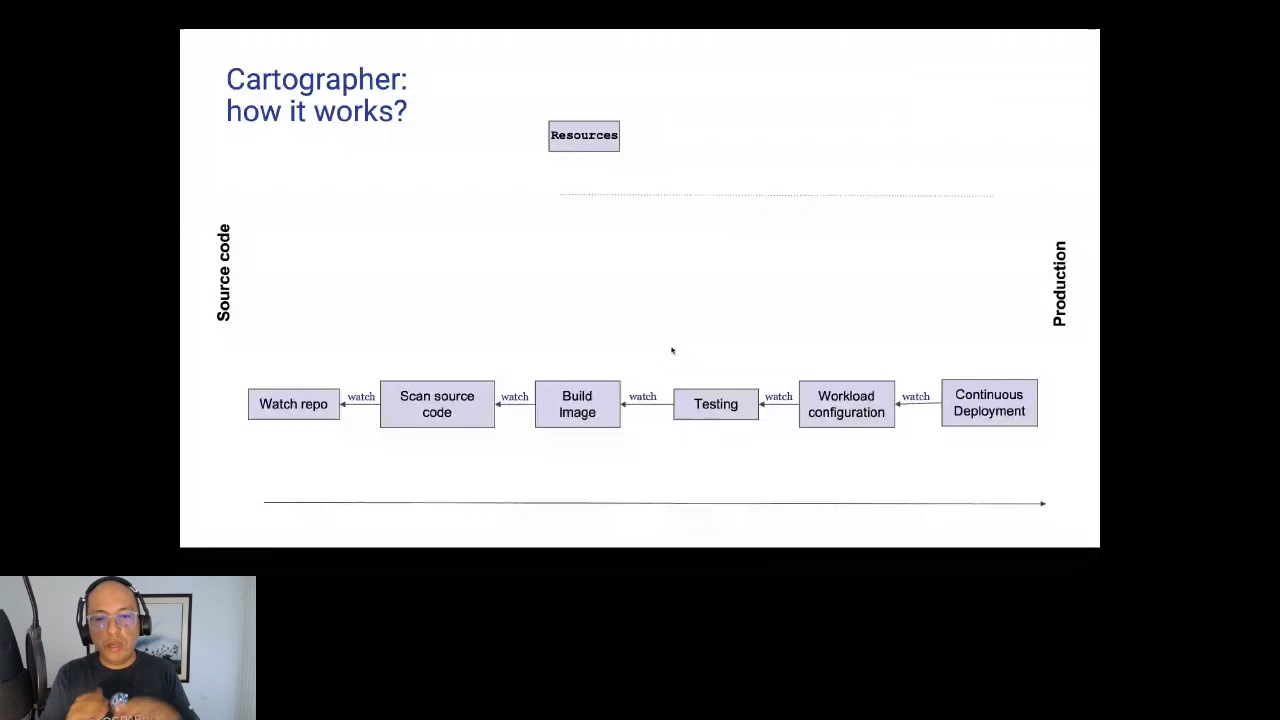 Cartographer:
how it works?
Resources
Source code
Production
Watch repo
watch
Scan source
code
watch
Build
Image
watch
Testing
watch
Workload
configuration
watch
Continuous
Deployment